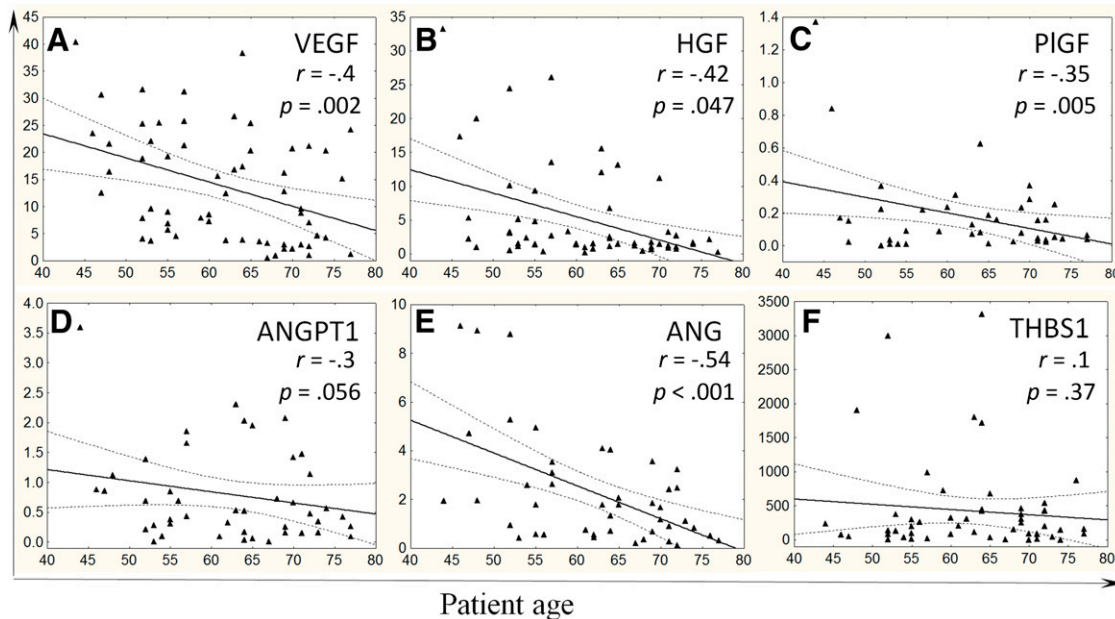 A
VEGF
r = -.4
p = .002
45
40
35
30
25
20
15
10
5
0
40 45 50 55 60 65 70 75 80
B
HGF
r = -.42
p = .047
35
30
25
20
15
10
5
0
40 45 50 55 60 65 70 75 80
C
PlGF
r = -.35
p = .005
1.4
1.2
1.0
0.8
0.6
0.4
0.2
0.0
40 45 50 55 60 65 70 75 80
D
ANGPT1
r = -.3
p = .056
4.0
3.5
3.0
2.5
2.0
1.5
1.0
0.5
0.0
40 45 50 55 60 65 70 75 80
E
ANG
r = -.54
p < .001
10
8
6
4
2
0
40 45 50 55 60 65 70 75 80
F
THBS1
r = .1
p = .37
3500
3000
2500
2000
1500
1000
500
0
40 45 50 55 60 65 70 75 80
Patient age